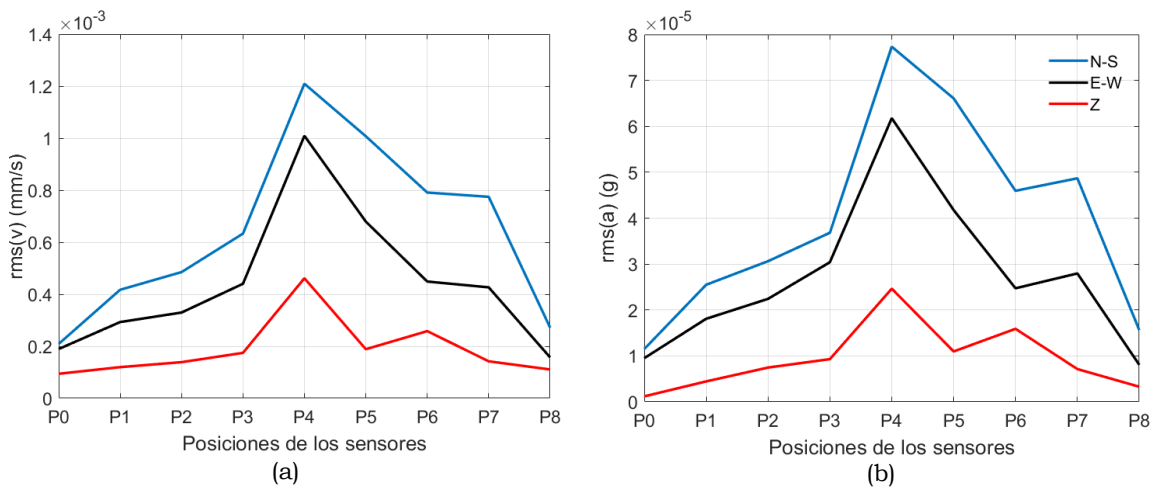 ×10⁻³
1.4
1.2
1
0.8
0.6
0.4
0.2
0
rms(v) (mm/s)
P0 P1 P2 P3 P4 P5 P6 P7 P8
Posiciones de los sensores
(a)
×10⁻⁵
8
7
6
5
4
3
2
1
0
rms(a) (g)
N-S
E-W
Z
P0 P1 P2 P3 P4 P5 P6 P7 P8
Posiciones de los sensores
(b)